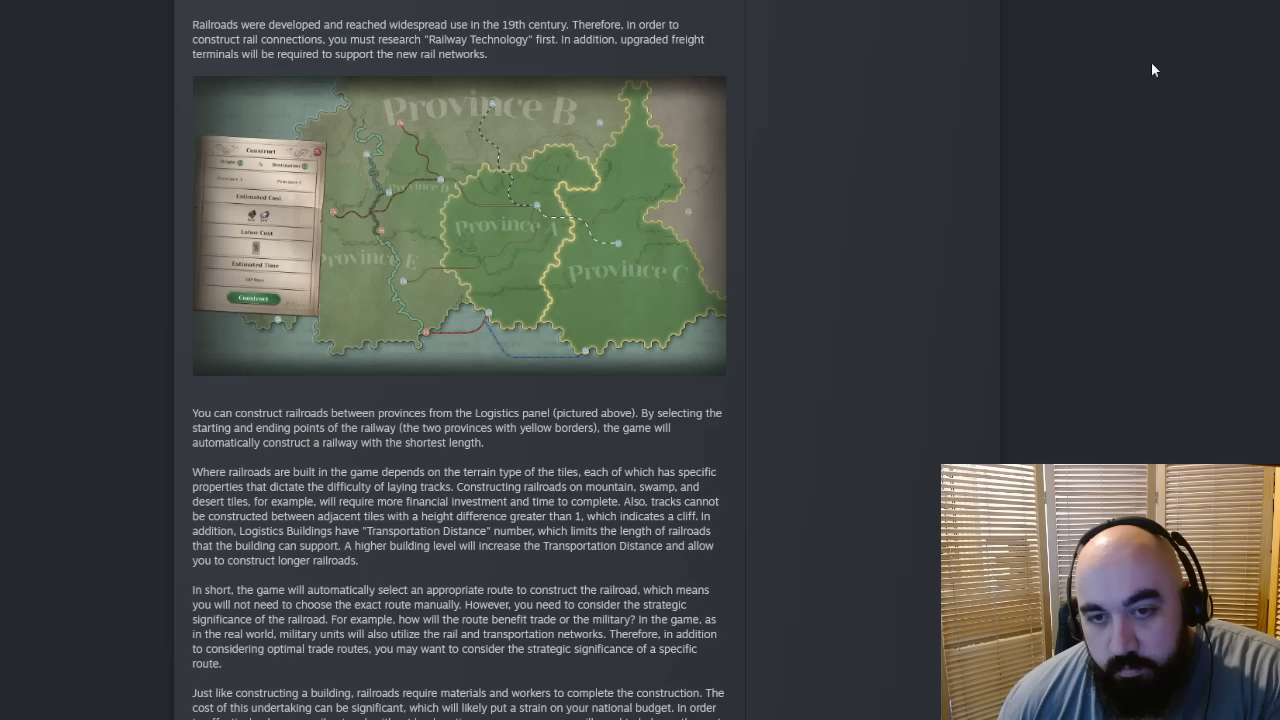 Railroads were developed and reached widespread use in the 19th century. Therefore, in order to
construct rail connections, you must research "Railway Technology" first. In addition, upgraded freight
terminals will be required to support the new rail networks.
Province B
Construct
Origin
Destination
Province D
Estimated Cost
Province A
Labor Cost
Province E
Province C
Estimated Time
Construct
You can construct railroads between provinces from the Logistics panel (pictured above). By selecting the
starting and ending points of the railway (the two provinces with yellow borders), the game will
automatically construct a railway with the shortest length.
Where railroads are built in the game depends on the terrain type of the tiles, each of which has specific
properties that dictate the difficulty of laying tracks. Constructing railroads on mountain, swamp, and
desert tiles, for example, will require more financial investment and time to complete. Also, tracks cannot
be constructed between adjacent tiles with a height difference greater than 1, which indicates a cliff. In
addition, Logistics Buildings have "Transportation Distance" number, which limits the length of railroads
that the building can support. A higher building level will increase the Transportation Distance and allow
you to construct longer railroads.
In short, the game will automatically select an appropriate route to construct the railroad, which means
you will not need to choose the exact route manually. However, you need to consider the strategic
significance of the railroad. For example, how will the route benefit trade or the military? In the game, as
in the real world, military units will also utilize the rail and transportation networks. Therefore, in addition
to considering optimal trade routes, you may want to consider the strategic significance of a specific
route.
Just like constructing a building, railroads require materials and workers to complete the construction. The
cost of this undertaking can be significant, which will likely put a strain on your national budget. In order